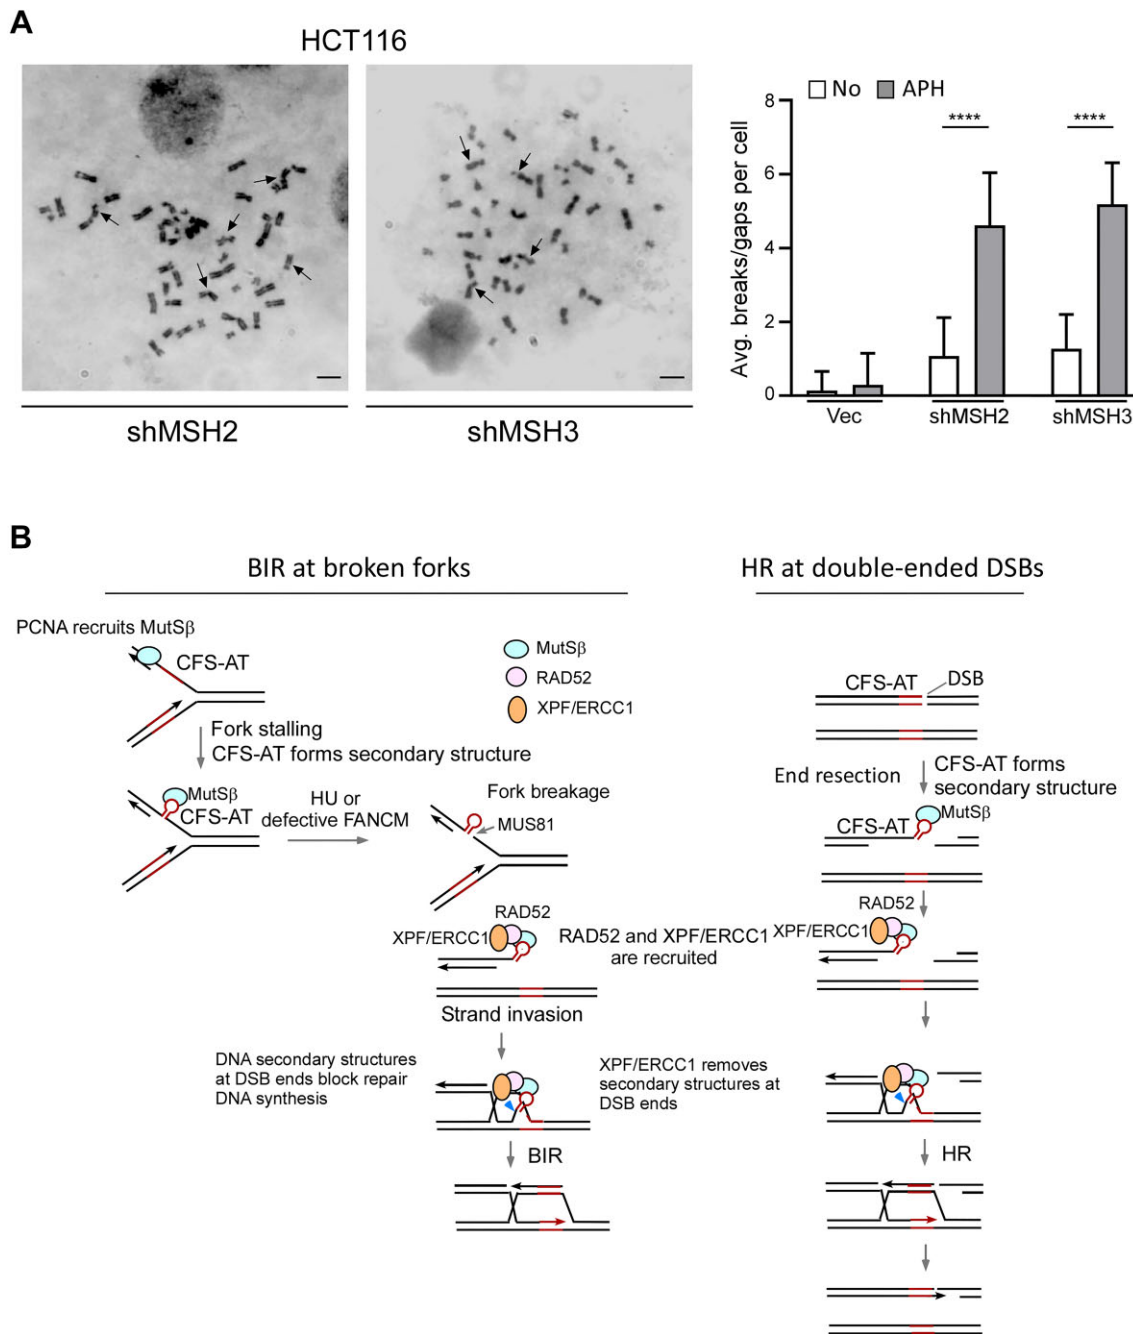 A
HCT116
shMSH2
shMSH3
No
APH
Avg. breaks/gaps per cell
8
6
4
2
0
****
****
Vec
shMSH2
shMSH3
B
BIR at broken forks
HR at double-ended DSBs
PCNA recruits MutSβ
CFS-AT
MutSβ
RAD52
XPF/ERCC1
CFS-AT
DSB
Fork stalling
CFS-AT forms secondary structure
End resection
CFS-AT forms
secondary structure
MutSβ
CFS-AT
HU or
defective FANCM
Fork breakage
MUS81
MutSβ
CFS-AT
RAD52
XPF/ERCC1
RAD52 and XPF/ERCC1
are recruited
RAD52
XPF/ERCC1
Strand invasion
DNA secondary structures
at DSB ends block repair
DNA synthesis
XPF/ERCC1 removes
secondary structures at
DSB ends
BIR
HR